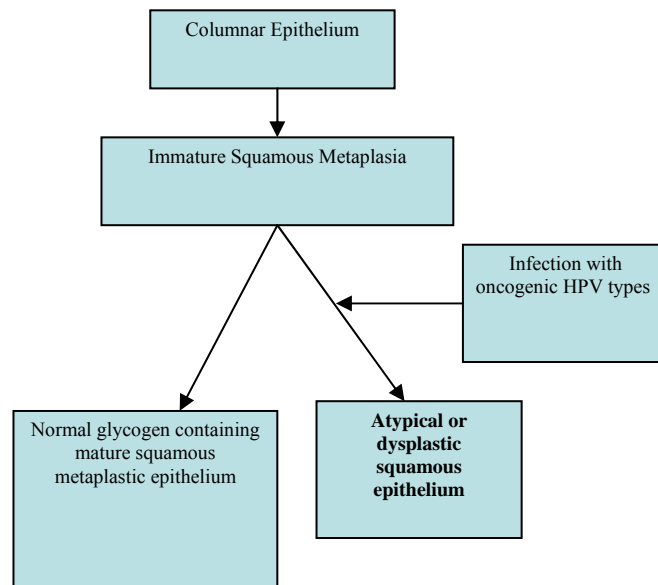 Columnar Epithelium
Immature Squamous Metaplasia
Infection with
oncogenic HPV types
Normal glycogen containing
mature squamous
metaplastic epithelium
Atypical or
dysplastic
squamous
epithelium